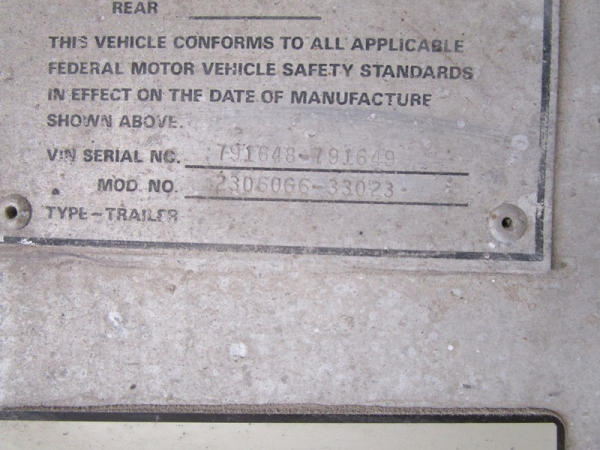 REAR
THIS VEHICLE CONFORMS TO ALL APPLICABLE
FEDERAL MOTOR VEHICLE SAFETY STANDARDS
IN EFFECT ON THE DATE OF MANUFACTURE
SHOWN ABOVE.
VIN SERIAL NO. 791648-791649
MOD NO. 2306066-33023
TYPE-TRAILER